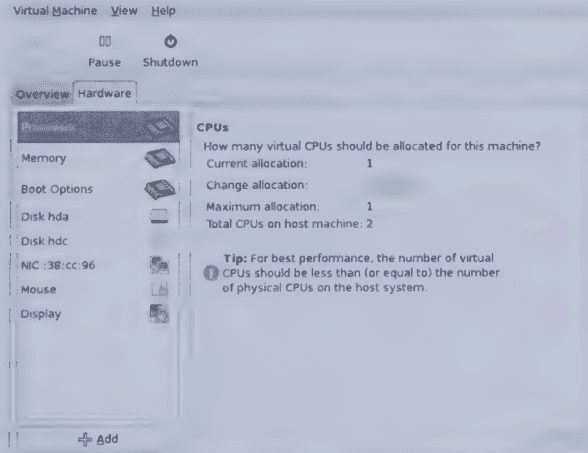 Virtual Machine View Help
Pause Shutdown
Overview Hardware
Memory
Boot Options
Disk hda
Disk hdc
NIC :38:cc:96
Mouse
Display
Add
CPUs
How many virtual CPUs should be allocated for this machine?
Current allocation: 1
Change allocation:
Maximum allocation: 1
Total CPUs on host machine: 2
Tip: For best performance, the number of virtual
CPUs should be less than (or equal to) the number
of physical CPUs on the host system.